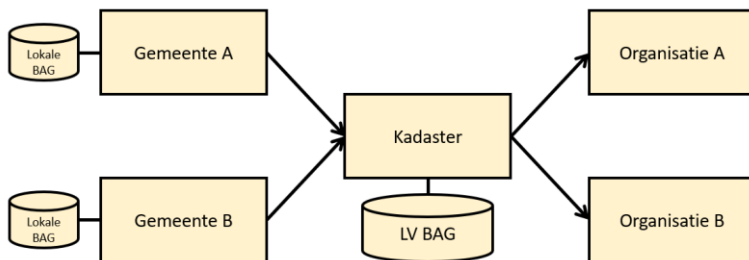 Lokale
BAG
Gemeente A
Organisatie A
Kadaster
Lokale
BAG
Gemeente B
LV BAG
Organisatie B